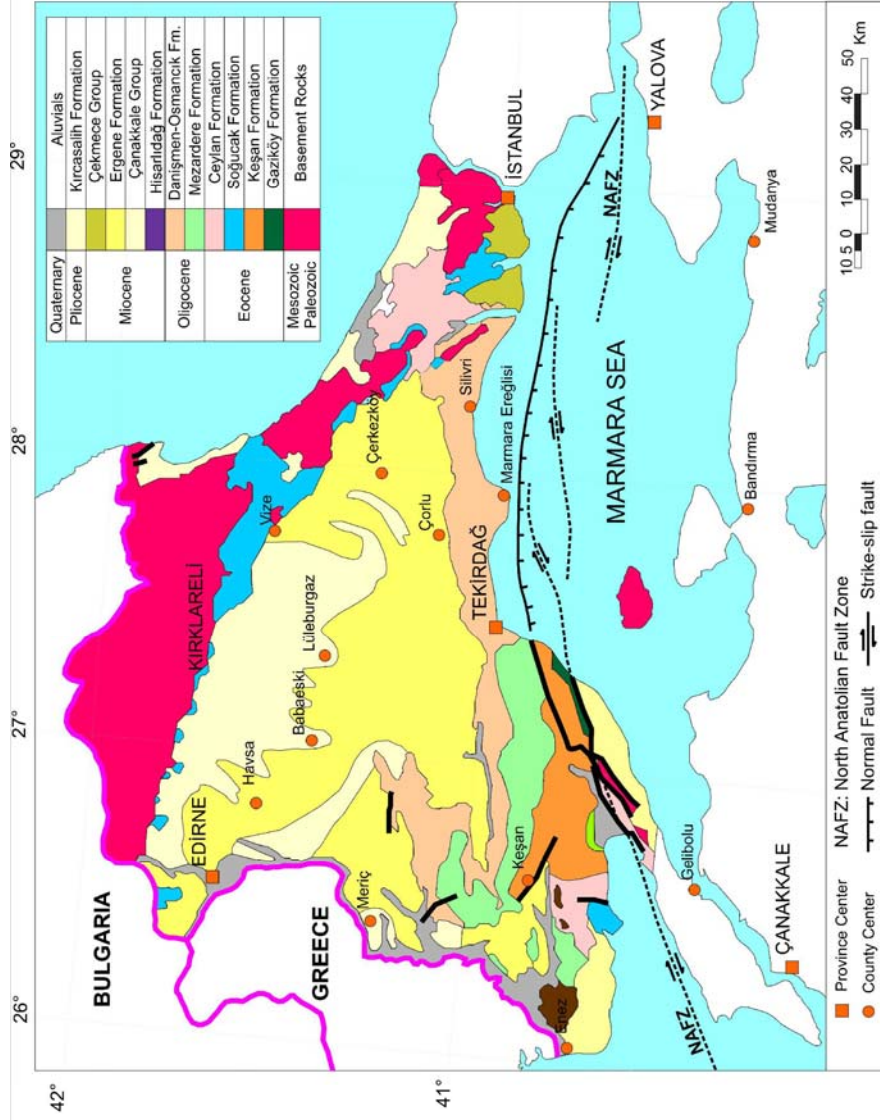 26°
27°
28°
29°
42°
41°
Quaternary
Pliocene
Miocene
Oligocene
Eocene
Mesozoic
Paleozoic
Aluvials
Kırcasalih Formation
Çekmece Group
Ergene Formation
Çanakkale Group
Hisarlıdağ Formation
Danişmen-Osmancık Fm.
Mezardere Formation
Ceylan Formation
Soğucak Formation
Keşan Formation
Gaziköy Formation
Basement Rocks
BULGARIA
GREECE
EDİRNE
KIRKLARELİ
Havsa
Babaeski
Lüleburgaz
Vize
Çerkezköy
Çorlu
Silivri
İSTANBUL
Meriç
TEKİRDAĞ
Marmara Ereğlisi
Keşan
Enez
MARMARA SEA
NAFZ
NAFZ
YALOVA
Gelibolu
ÇANAKKALE
Bandırma
Mudanya
10 5 0 10 20 30 40 50 Km
Province Center
County Center
NAFZ: North Anatolian Fault Zone
Normal Fault
Strike-slip fault